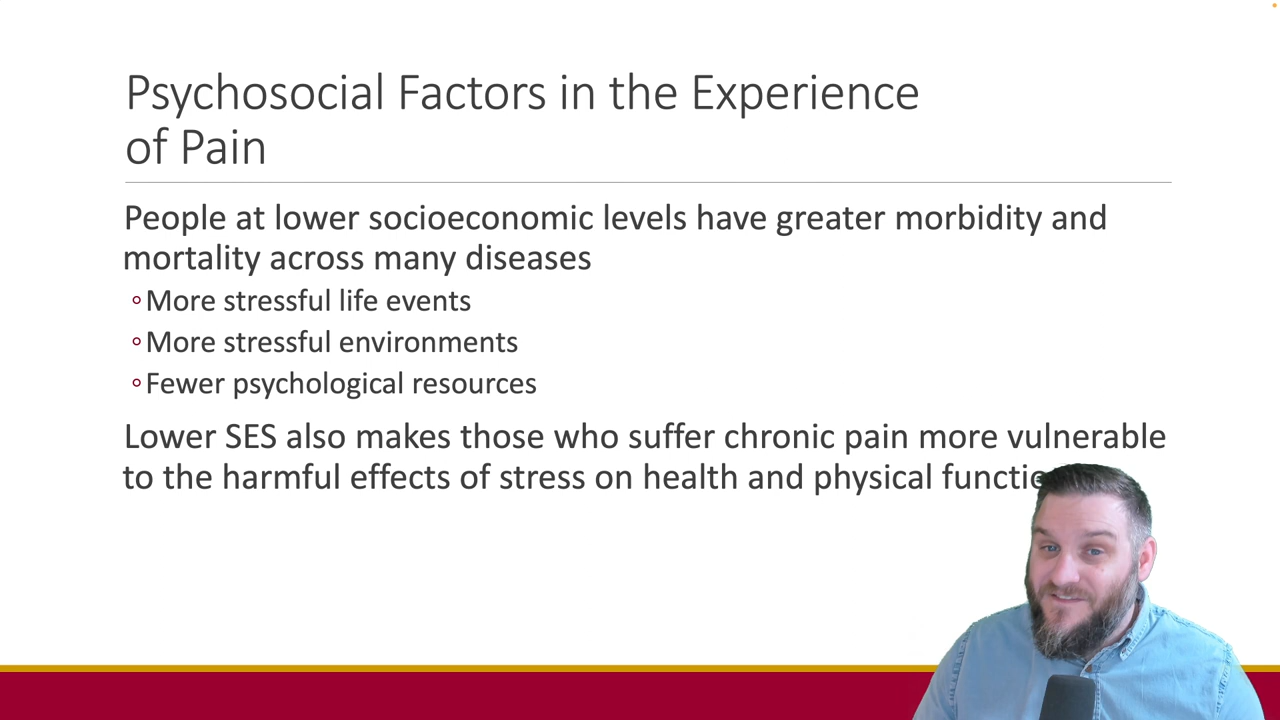 Psychosocial Factors in the Experience
of Pain
People at lower socioeconomic levels have greater morbidity and
mortality across many diseases
◦More stressful life events
◦More stressful environments
◦Fewer psychological resources
Lower SES also makes those who suffer chronic pain more vulnerable
to the harmful effects of stress on health and physical